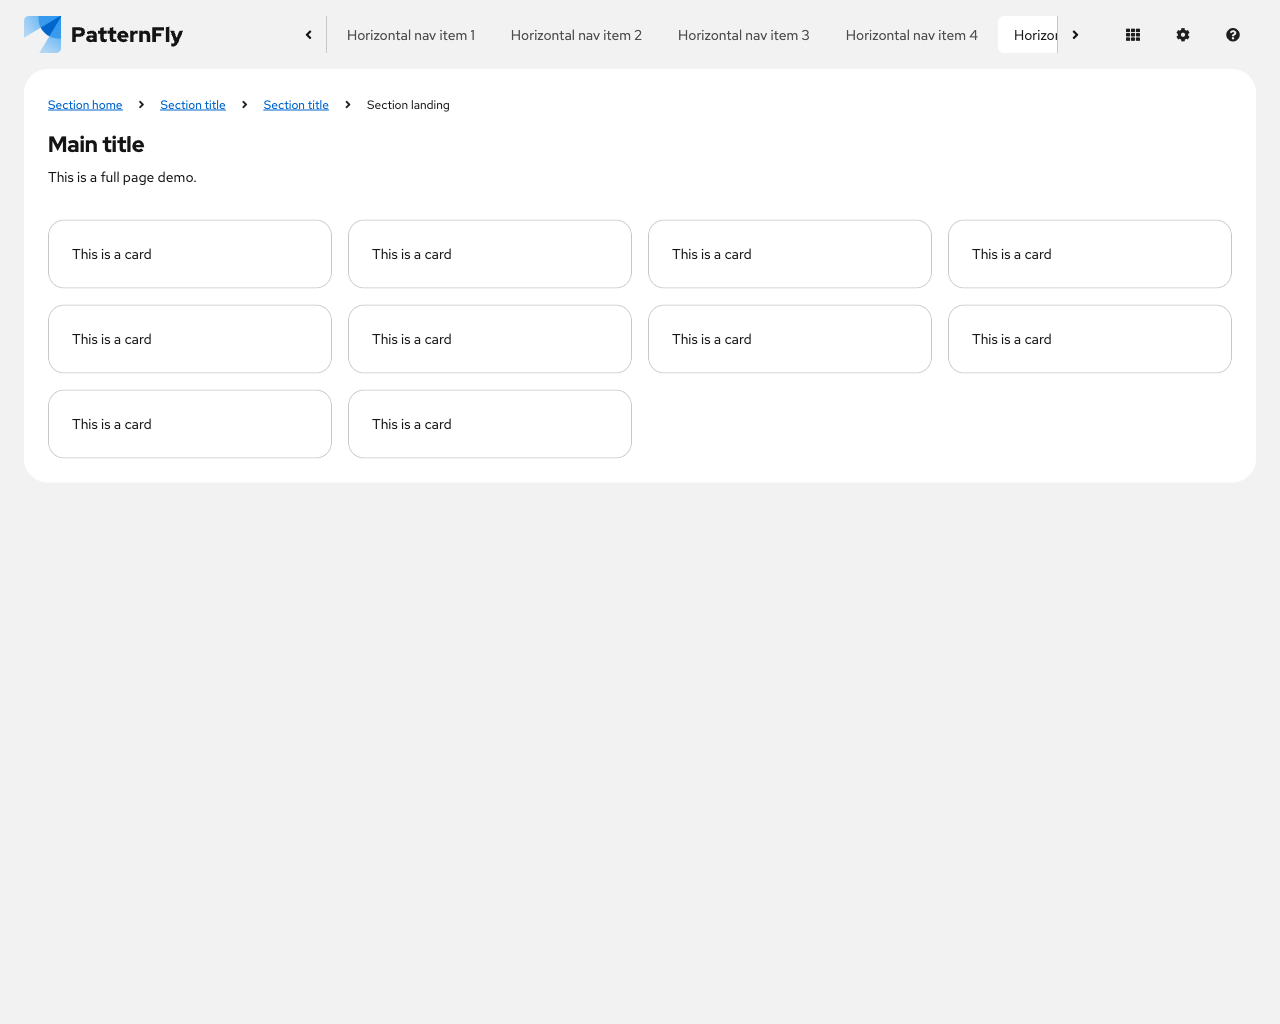 PatternFly
Horizontal nav item 1 Horizontal nav item 2 Horizontal nav item 3 Horizontal nav item 4
Section home Section title Section title Section landing
Main title
This is a full page demo.
This is a card This is a card This is a card This is a card
This is a card This is a card This is a card This is a card
This is a card This is a card